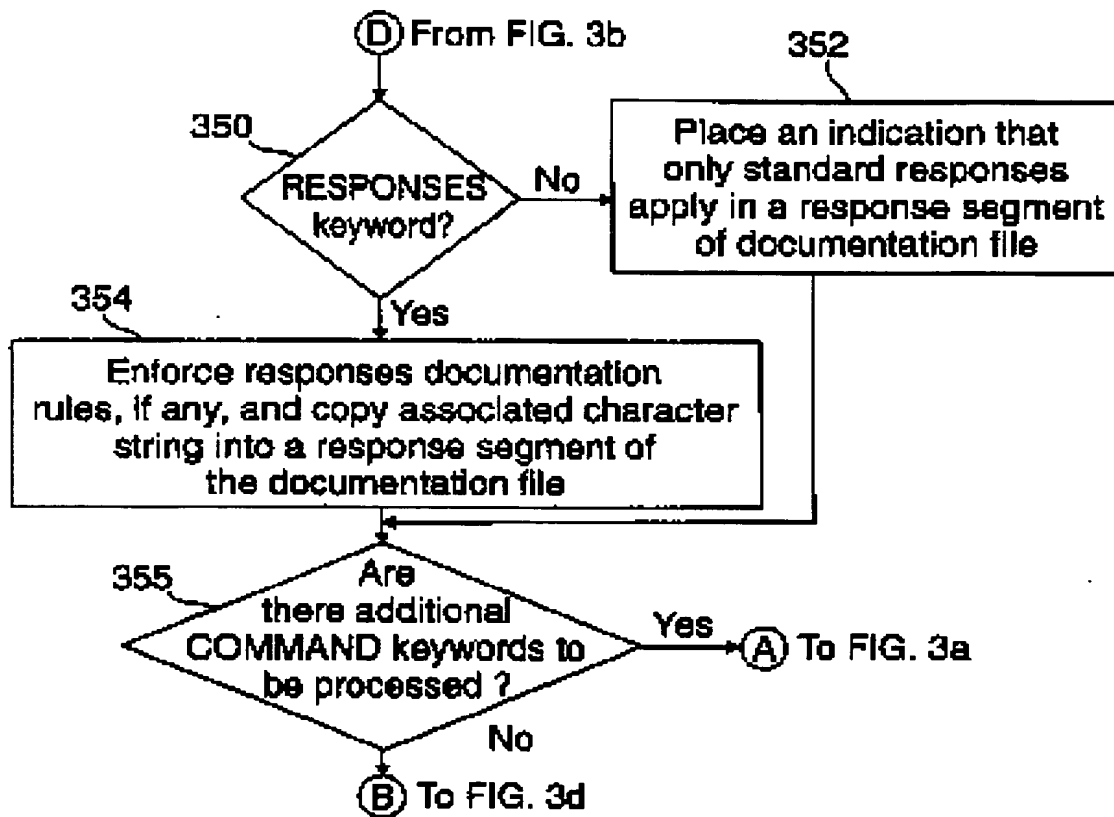 D From FIG. 3b
352
350
RESPONSES
keyword?
No
Place an indication that
only standard responses
apply in a response segment
of documentation file
354
Yes
Enforce responses documentation
rules, if any, and copy associated character
string into a response segment of
the documentation file
355
Are
there additional
COMMAND keywords to
be processed ?
Yes
A To FIG. 3a
No
B To FIG. 3d